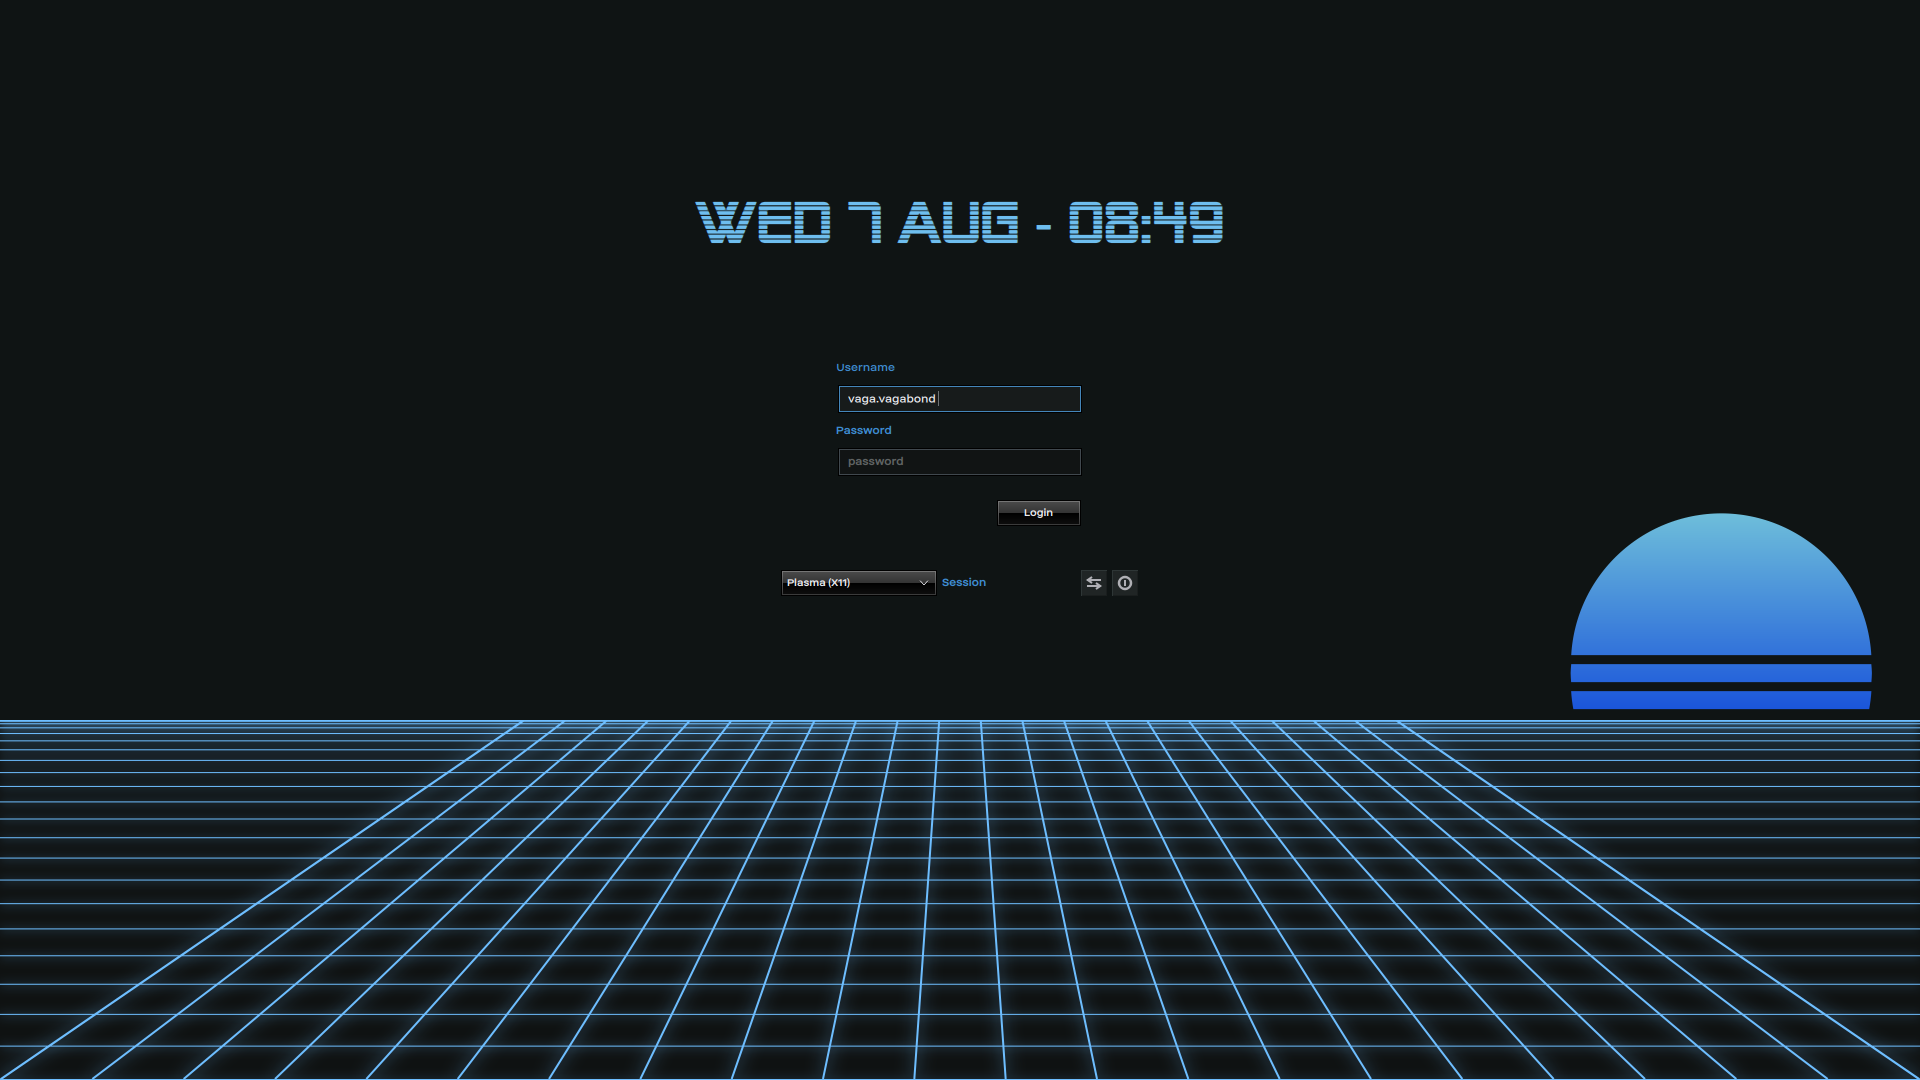 WED 7 AUG - 08:49
Username
vaga.vagabond
Password
password
Login
Plasma (X11) Session